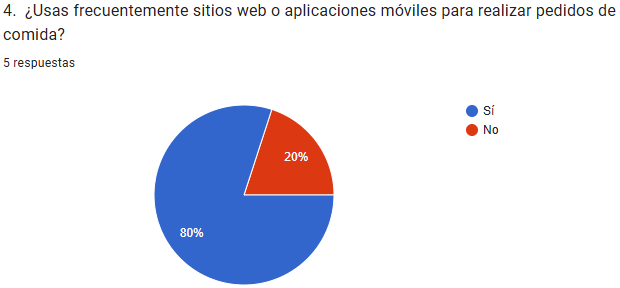 4. ¿Usas frecuentemente sitios web o aplicaciones móviles para realizar pedidos de
comida?
5 respuestas
Sí
No
20%
80%